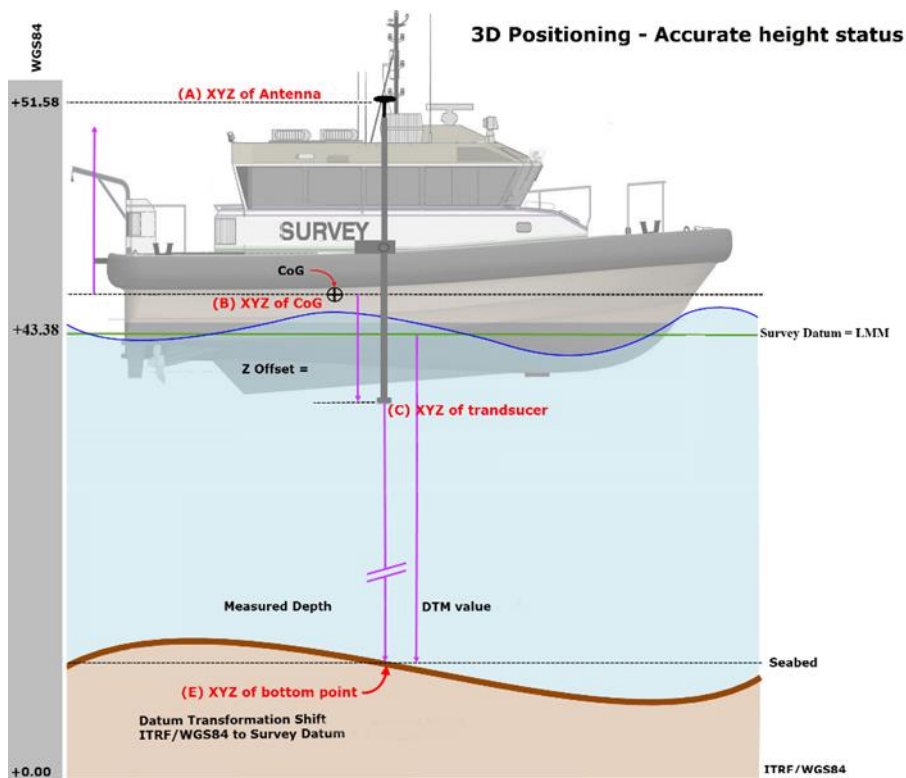 WGS84
3D Positioning - Accurate height status
+51.58
(A) XYZ of Antenna
SURVEY
CoG
(B) XYZ of CoG
+43.38
Survey Datum = LMM
Z Offset =
(C) XYZ of trandsucer
Measured Depth
DTM value
Seabed
(E) XYZ of bottom point
Datum Transformation Shift
ITRF/WGS84 to Survey Datum
+0.00
ITRF/WGS84